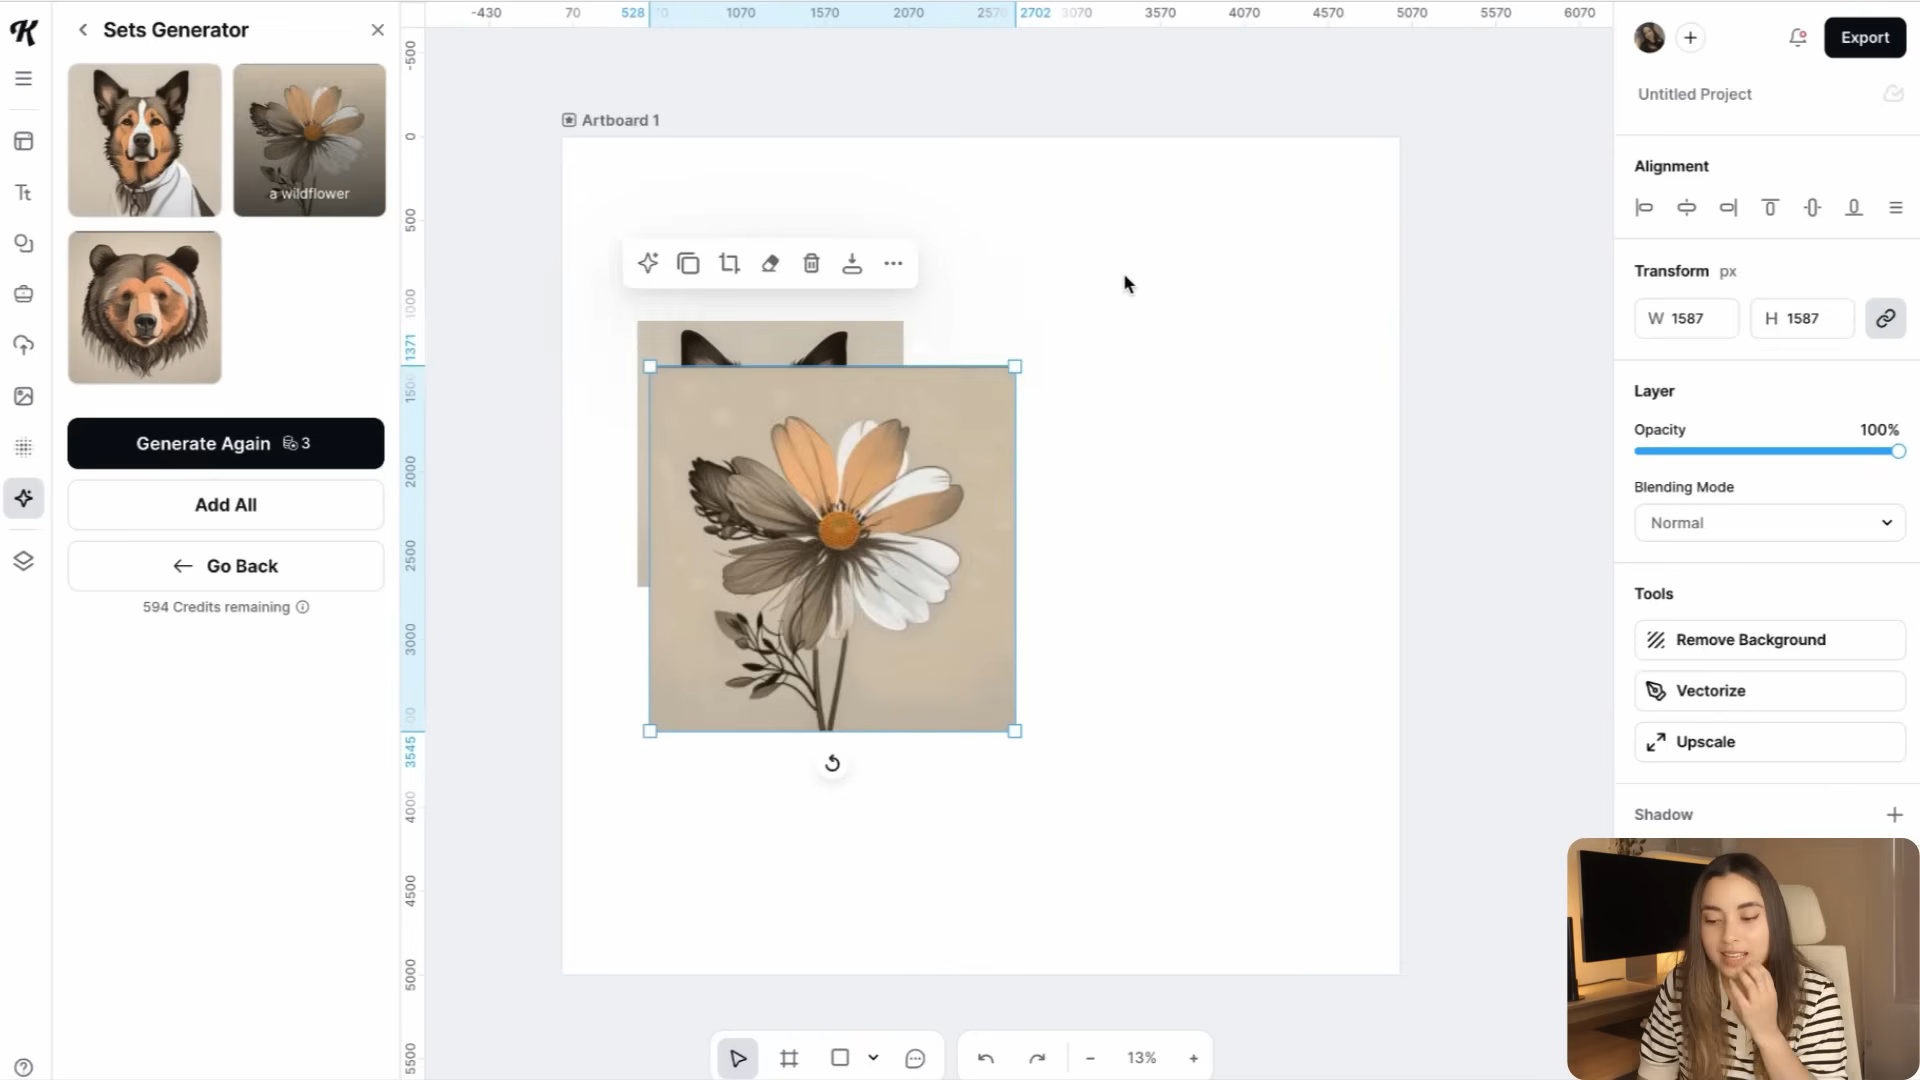 Sets Generator
a wildflower
Generate Again 3
Add All
Go Back
594 Credits remaining
-430 70 528 1070 1570 2070 2570 2702 3070 3570 4070 4570 5070 5570 6070
-500
0
500
1000
1371
1500
2000
2500
3000
3545
4000
4500
5000
5500
Artboard 1
13%
Export
Untitled Project
Alignment
Transform px
W 1587 H 1587
Layer
Opacity 100%
Blending Mode
Normal
Tools
Remove Background
Vectorize
Upscale
Shadow